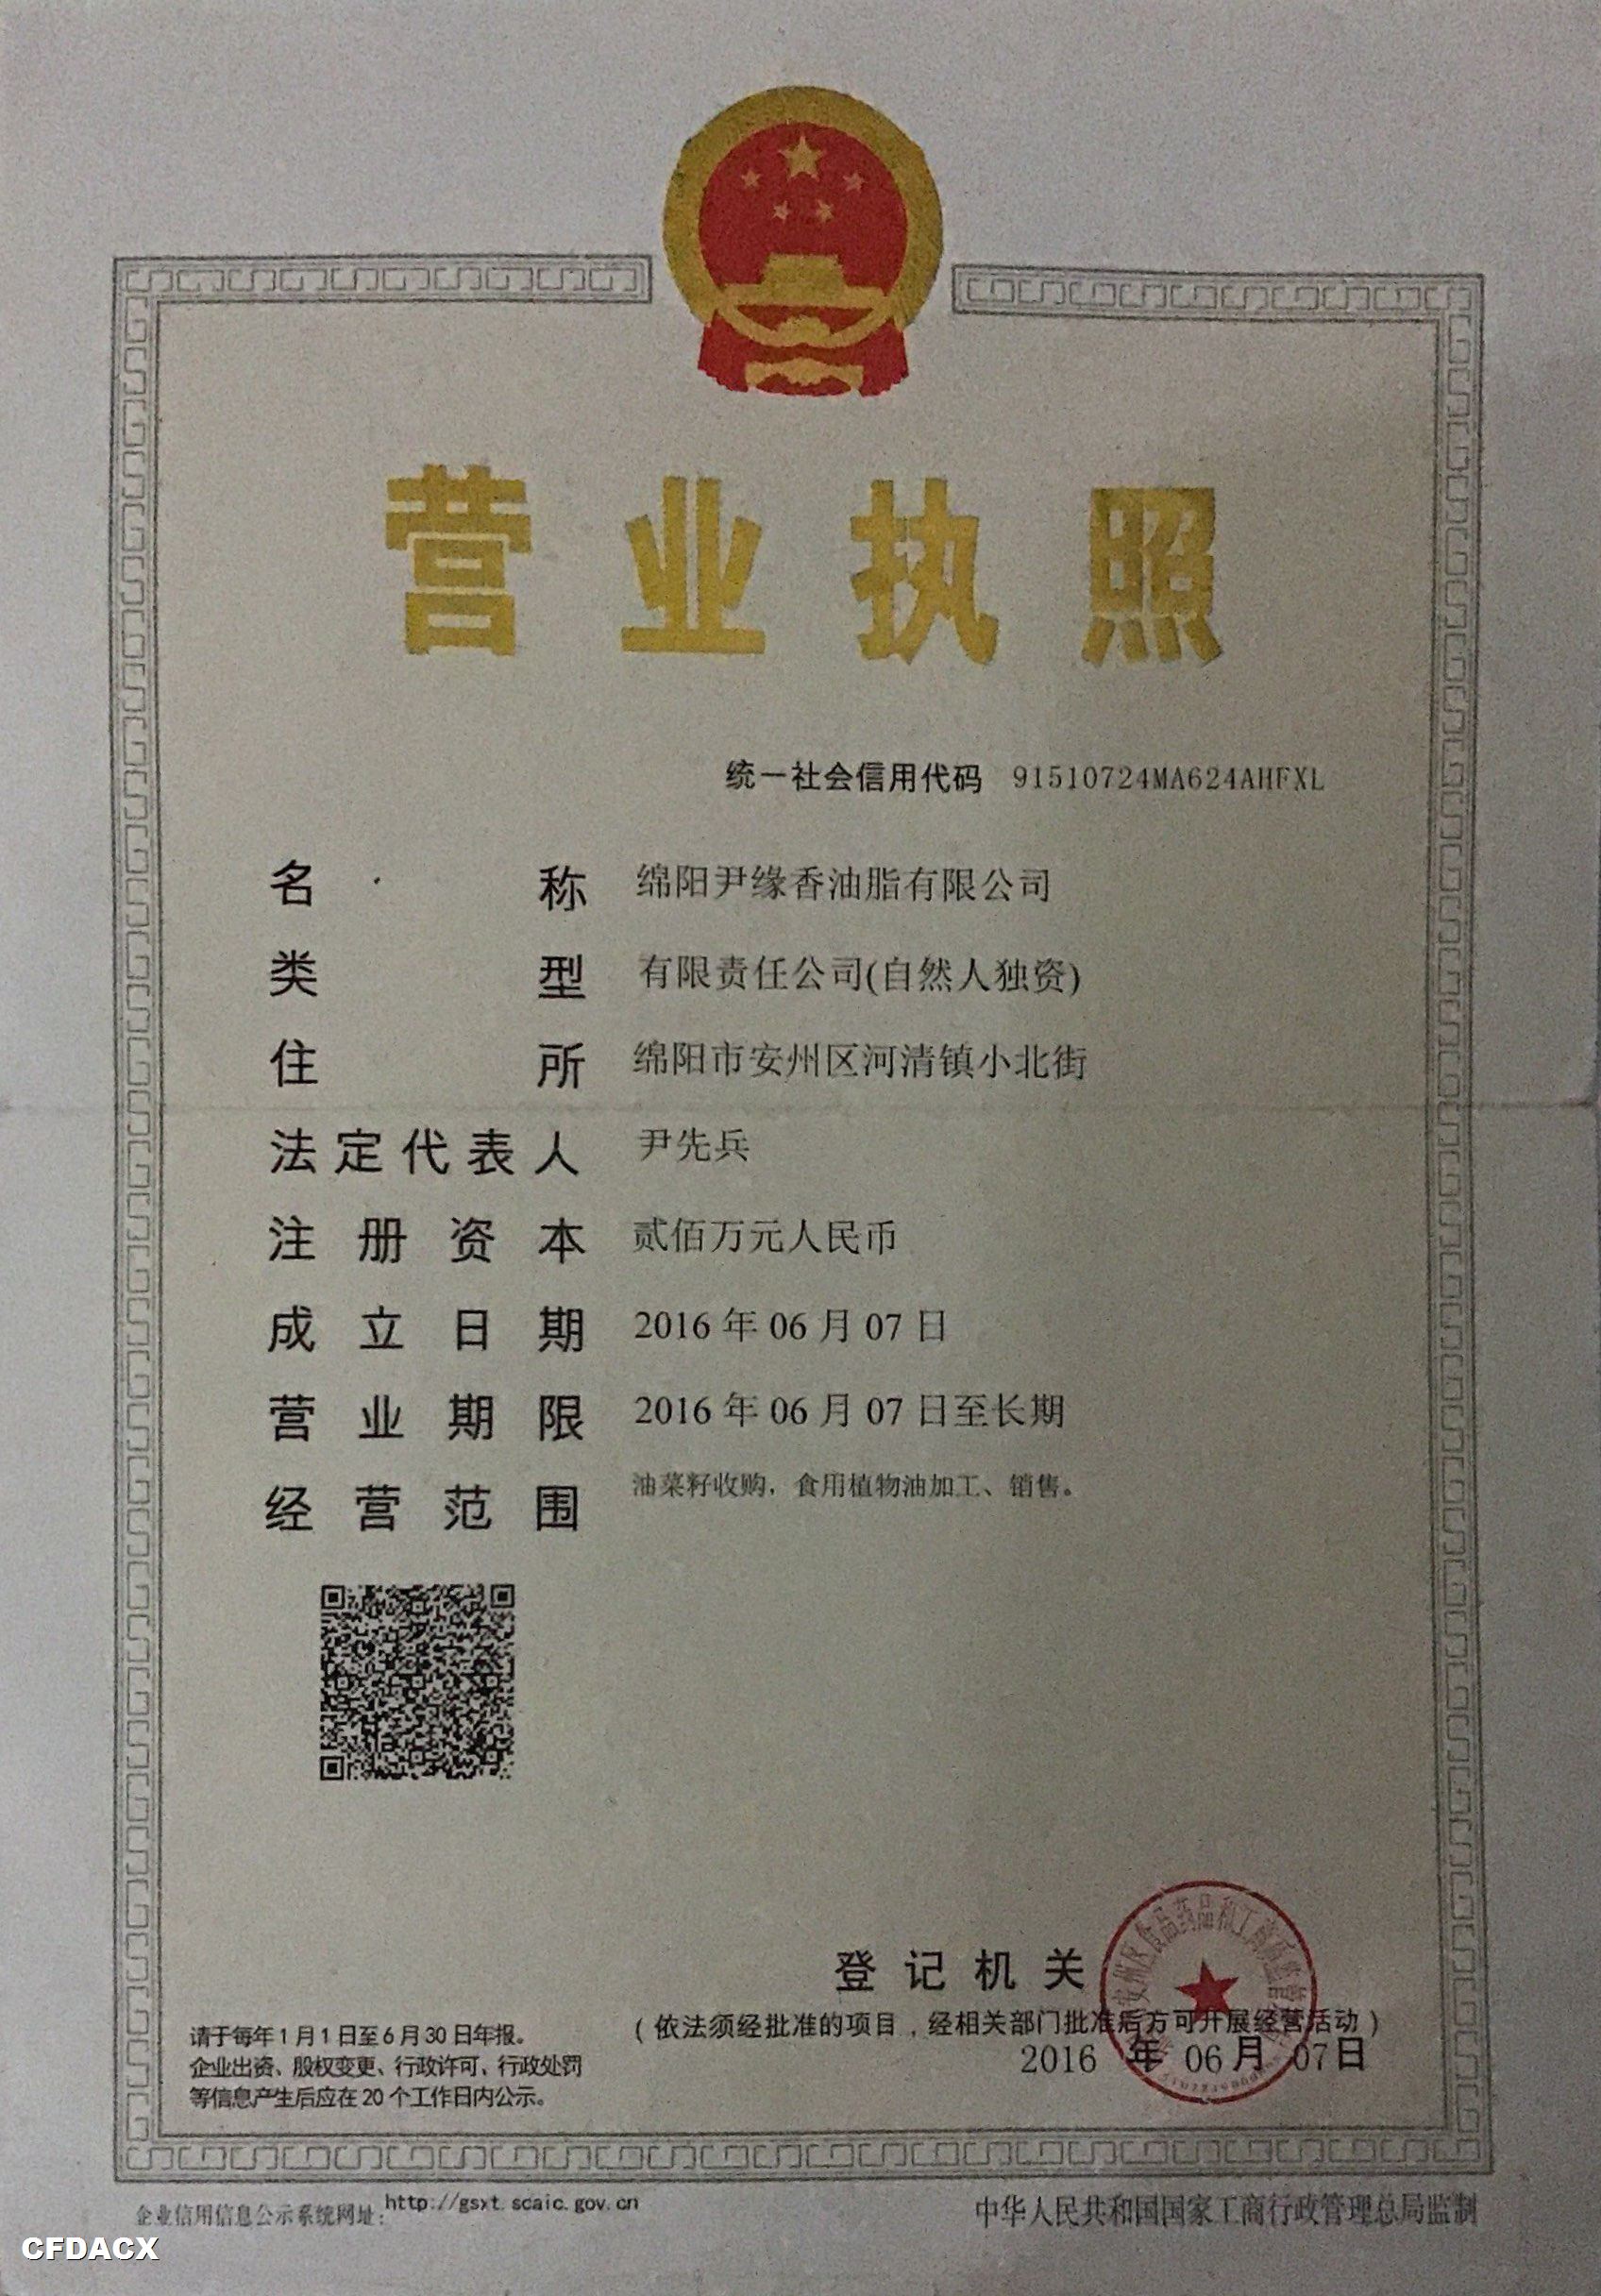 营业执照
统一社会信用代码 91510724MA624AHFXL
名称 绵阳尹缘香油脂有限公司
类型 有限责任公司(自然人独资)
住所 绵阳市安州区河清镇小北街
法定代表人 尹先兵
注册资本 贰佰万元人民币
成立日期 2016年06月07日
营业期限 2016年06月07日至长期
经营范围 油菜籽收购，食用植物油加工、销售。
登记机关
(依法须经批准的项目，经相关部门批准后方可开展经营活动)
2016年06月07日
请于每年1月1日至6月30日年报。
企业出资、股权变更、行政许可、行政处罚
等信息产生后应在20个工作日内公示。
企业信用信息公示系统网址：http://gsxt.scaic.gov.cn
中华人民共和国国家工商行政管理总局监制
CFDACX